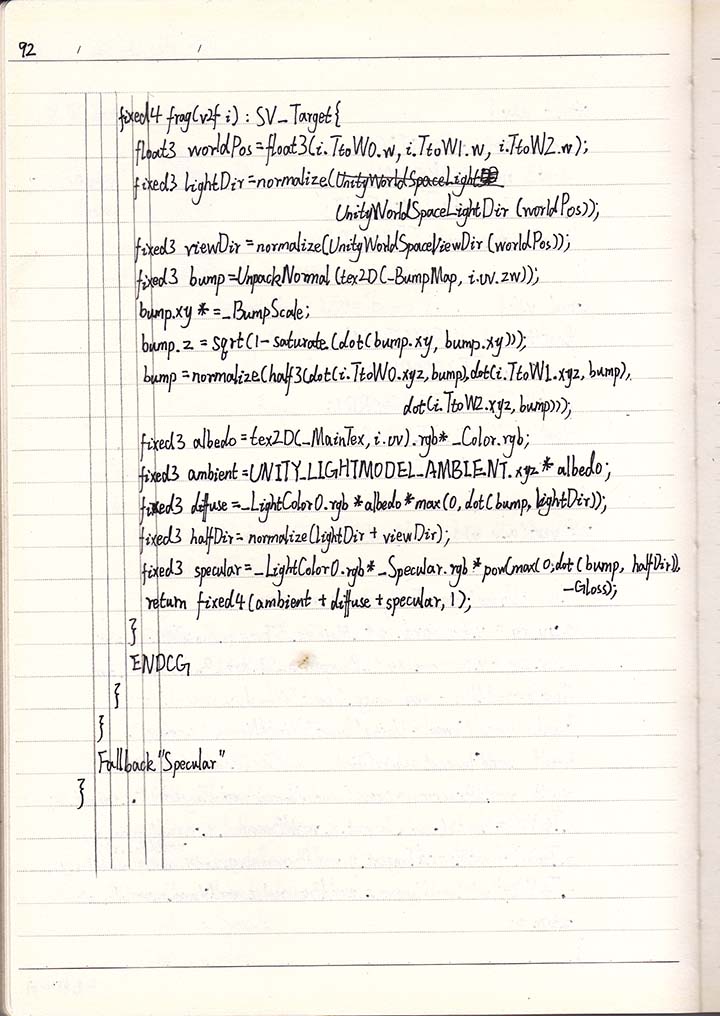 92 / /
fixed4 frag(v2f i) : SV_Target{
float3 worldPos=float3(i.TtoW0.w, i.TtoW1.w, i.TtoW2.w);
fixed3 lightDir=normalize(UnityWorldSpaceLight
UnityWorldSpaceLightDir(worldPos));
fixed3 viewDir=normalize(UnityWorldSpaceViewDir(worldPos));
fixed3 bump=UnpackNormal(tex2D(_BumpMap, i.uv.zw));
bump.xy *=_BumpScale;
bump.z = sqrt(1-saturate(dot(bump.xy, bump.xy)));
bump=normalize(half3(dot(i.TtoW0.xyz,bump),dot(i.TtoW1.xyz, bump),
dot(i.TtoW2.xyz,bump)));
fixed3 albedo=tex2D(_MainTex, i.uv).rgb*_Color.rgb;
fixed3 ambient=UNITY_LIGHTMODEL_AMBIENT.xyz * albedo;
fixed3 diffuse=_LightColor0.rgb*albedo*max(0,dot(bump,lightDir));
fixed3 halfDir=normalize(lightDir + viewDir);
fixed3 specular=_LightColor0.rgb*_Specular.rgb*pow(max(0,dot(bump, halfDir)),
_Gloss);
return fixed4(ambient + diffuse + specular, 1);
}
ENDCG
}
}
Fallback"Specular"
}